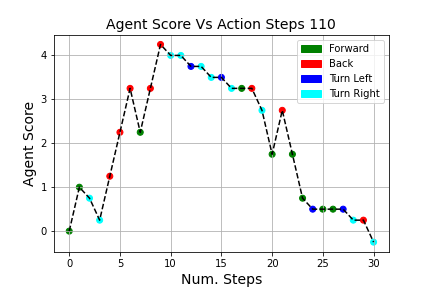 Agent Score Vs Action Steps 110
Agent Score
4
3
2
1
0
Forward
Back
Turn Left
Turn Right
0
5
10
15
20
25
30
Num. Steps